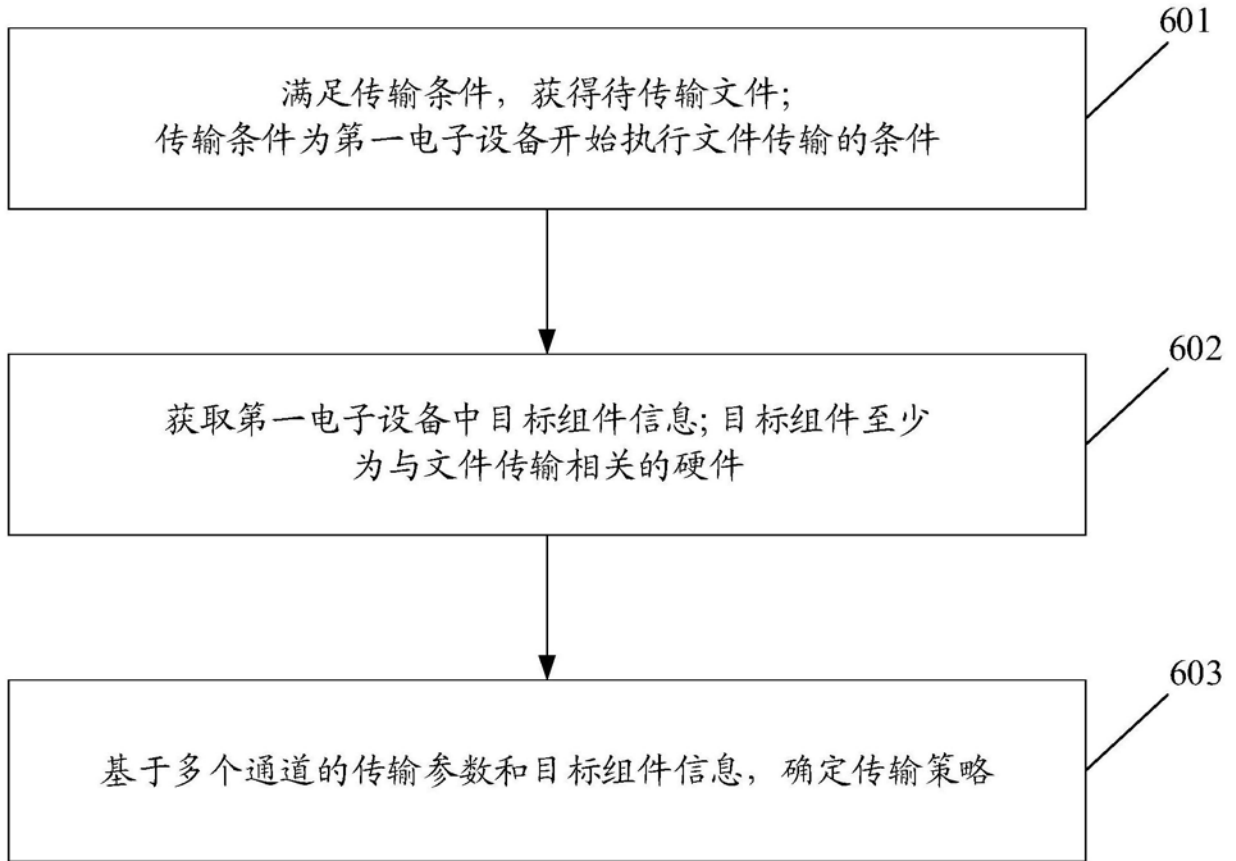 601
满足传输条件，获得待传输文件；
传输条件为第一电子设备开始执行文件传输的条件
602
获取第一电子设备中目标组件信息；目标组件至少
为与文件传输相关的硬件
603
基于多个通道的传输参数和目标组件信息，确定传输策略